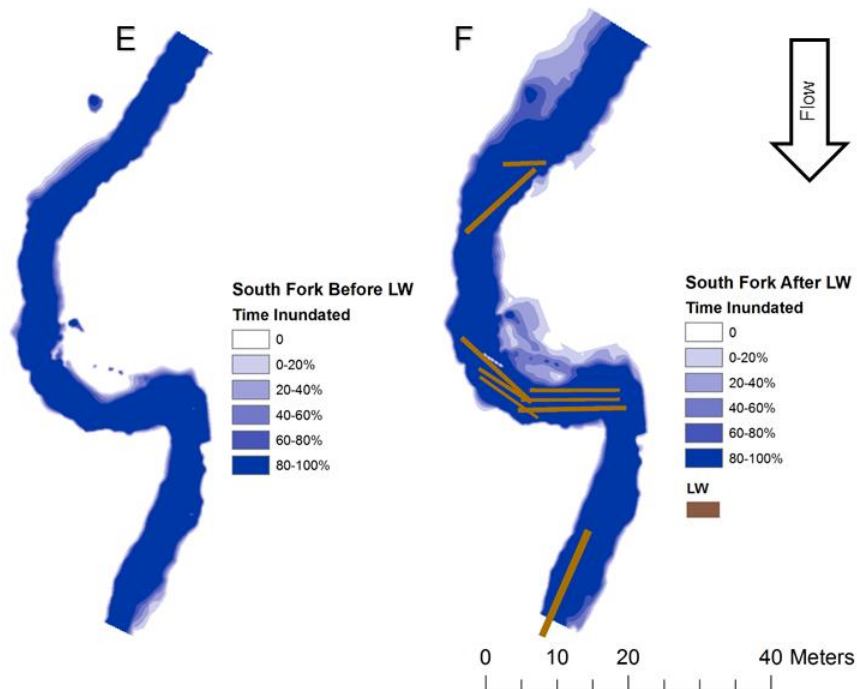 E
F
Flow
South Fork Before LW
Time Inundated
0
0-20%
20-40%
40-60%
60-80%
80-100%
South Fork After LW
Time Inundated
0
0-20%
20-40%
40-60%
60-80%
80-100%
LW
0 10 20 40 Meters